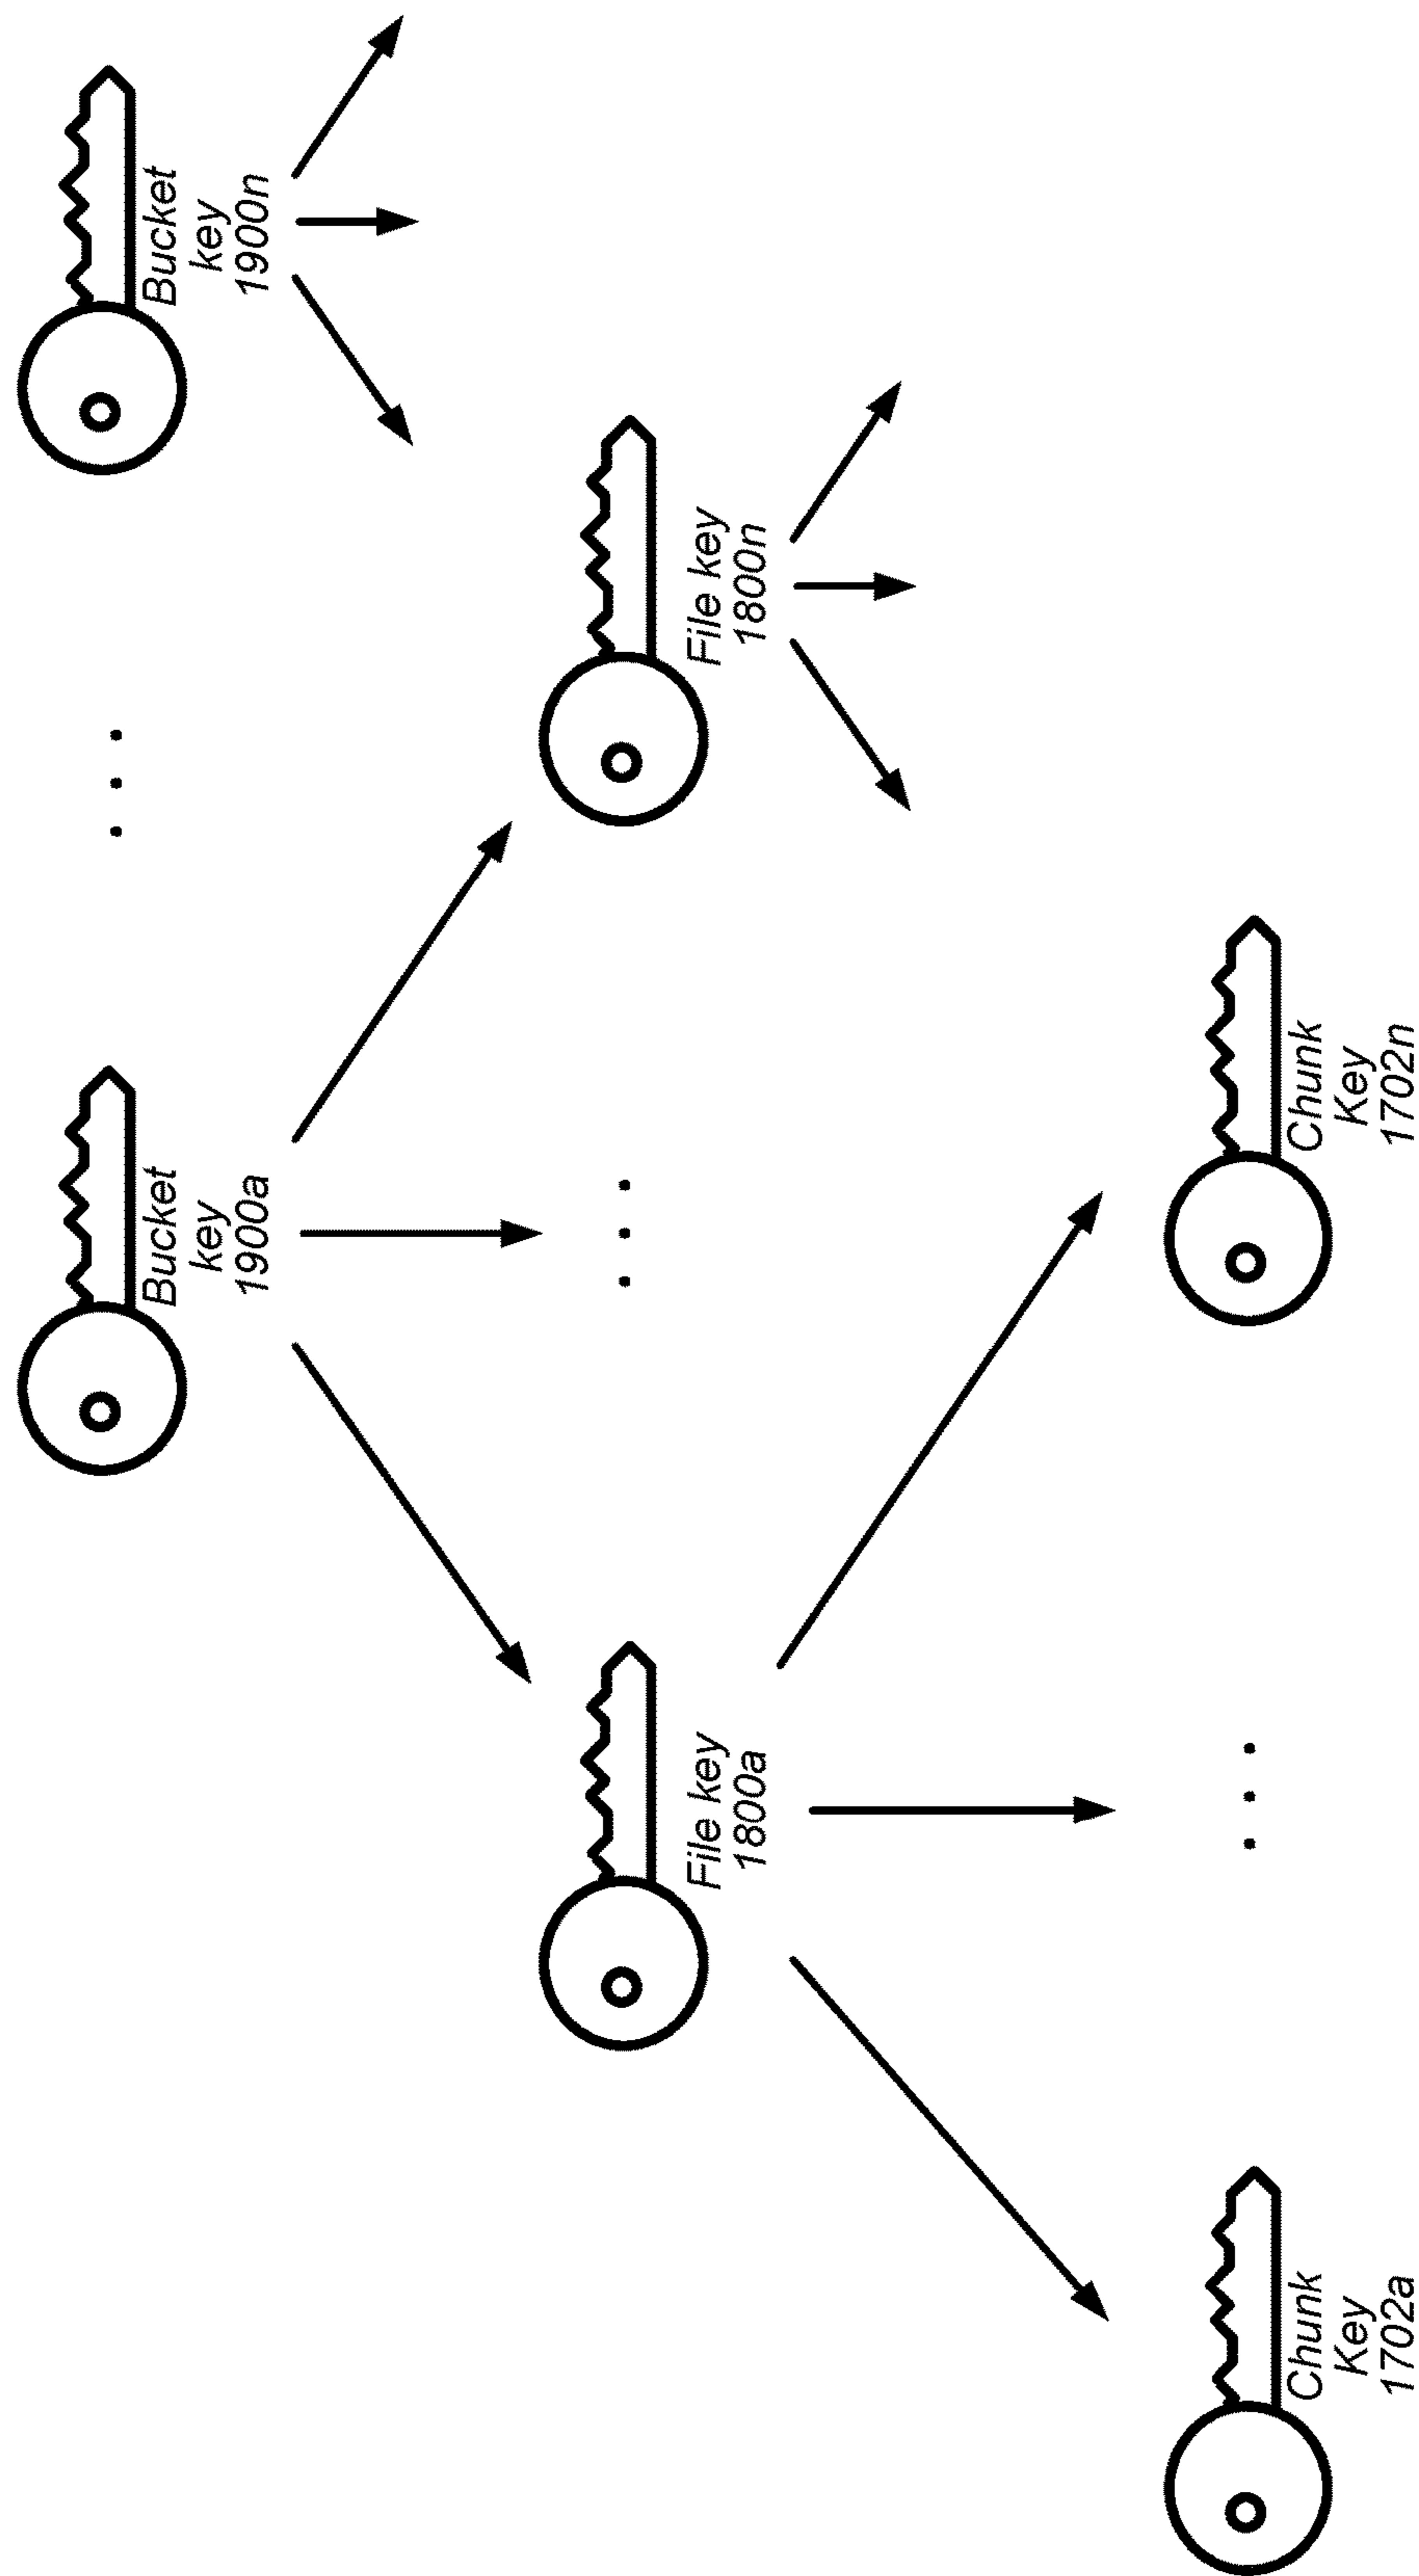 Bucket
key
1900a
Bucket
key
1900n
File key
1800a
File key
1800n
Chunk
Key
1702a
Chunk
Key
1702n